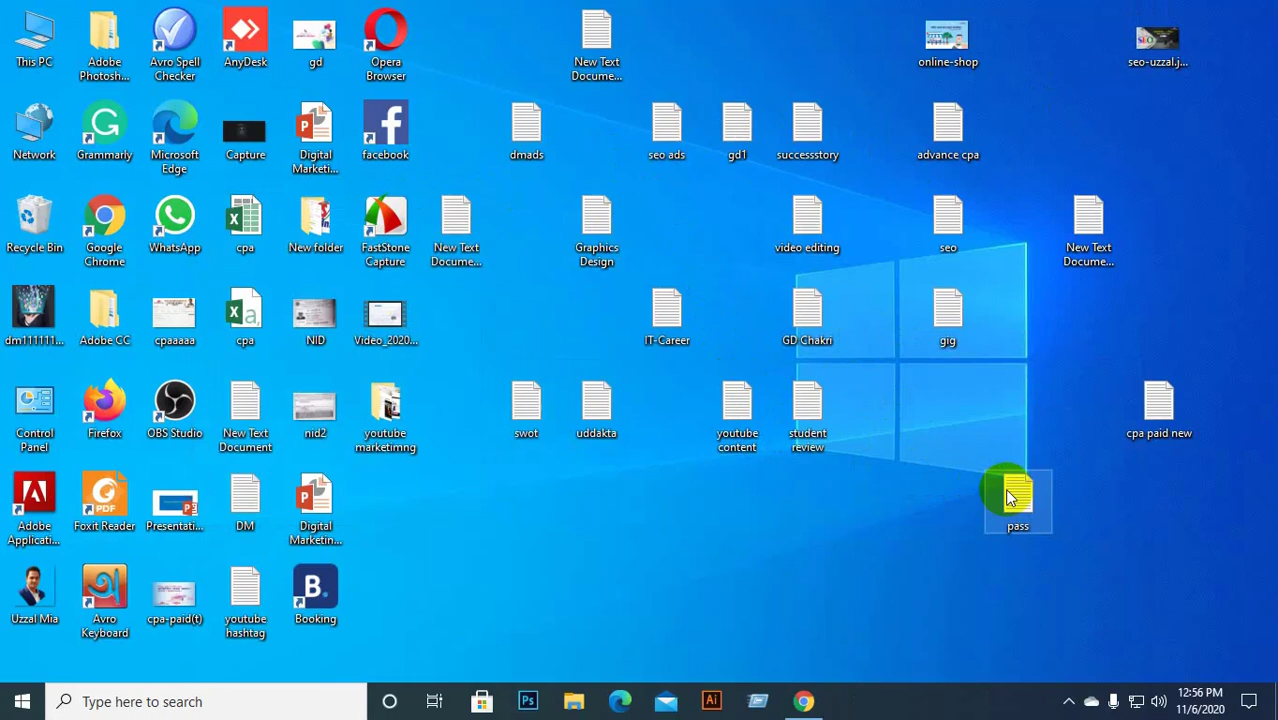 This PC
Adobe Photosh...
Avro Spell Checker
AnyDesk
gd
Opera Browser
New Text Docume...
online-shop
seo-uzzal.j...
Network
Grammarly
Microsoft Edge
Capture
Digital Marketi...
facebook
dmads
seo ads
gd1
successstory
advance cpa
Recycle Bin
Google Chrome
WhatsApp
cpa
New folder
FastStone Capture
New Text Docume...
Graphics Design
video editing
seo
New Text Docume...
dm111111...
Adobe CC
cpaaaaa
cpa
NID
Video_2020...
IT-Career
GD Chakri
gig
Control Panel
Firefox
OBS Studio
New Text Document
nid2
youtube marketimng
swot
uddakta
youtube content
student review
cpa paid new
Adobe Applicati...
Foxit Reader
Presentati...
DM
Digital Marketin...
pass
Uzzal Mia
Avro Keyboard
cpa-paid(t)
youtube hashtag
Booking
Type here to search
12:56 PM
11/6/2020